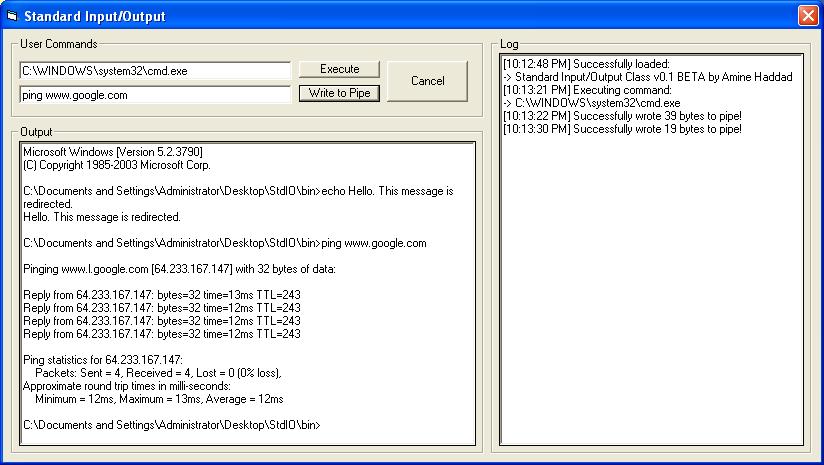 Standard Input/Output
User Commands
C:\WINDOWS\system32\cmd.exe
Execute
ping www.google.com
Write to Pipe
Cancel
Output
Microsoft Windows [Version 5.2.3790]
(C) Copyright 1985-2003 Microsoft Corp.
C:\Documents and Settings\Administrator\Desktop\StdIO\bin>echo Hello. This message is
redirected.
Hello. This message is redirected.
C:\Documents and Settings\Administrator\Desktop\StdIO\bin>ping www.google.com
Pinging www.l.google.com [64.233.167.147] with 32 bytes of data:
Reply from 64.233.167.147: bytes=32 time=13ms TTL=243
Reply from 64.233.167.147: bytes=32 time=12ms TTL=243
Reply from 64.233.167.147: bytes=32 time=12ms TTL=243
Reply from 64.233.167.147: bytes=32 time=12ms TTL=243
Ping statistics for 64.233.167.147:
Packets: Sent = 4, Received = 4, Lost = 0 (0% loss),
Approximate round trip times in milli-seconds:
Minimum = 12ms, Maximum = 13ms, Average = 12ms
C:\Documents and Settings\Administrator\Desktop\StdIO\bin>
Log
[10:12:48 PM] Successfully loaded:
-> Standard Input/Output Class v0.1 BETA by Amine Haddad
[10:13:21 PM] Executing command:
-> C:\WINDOWS\system32\cmd.exe
[10:13:22 PM] Successfully wrote 39 bytes to pipe!
[10:13:30 PM] Successfully wrote 19 bytes to pipe!